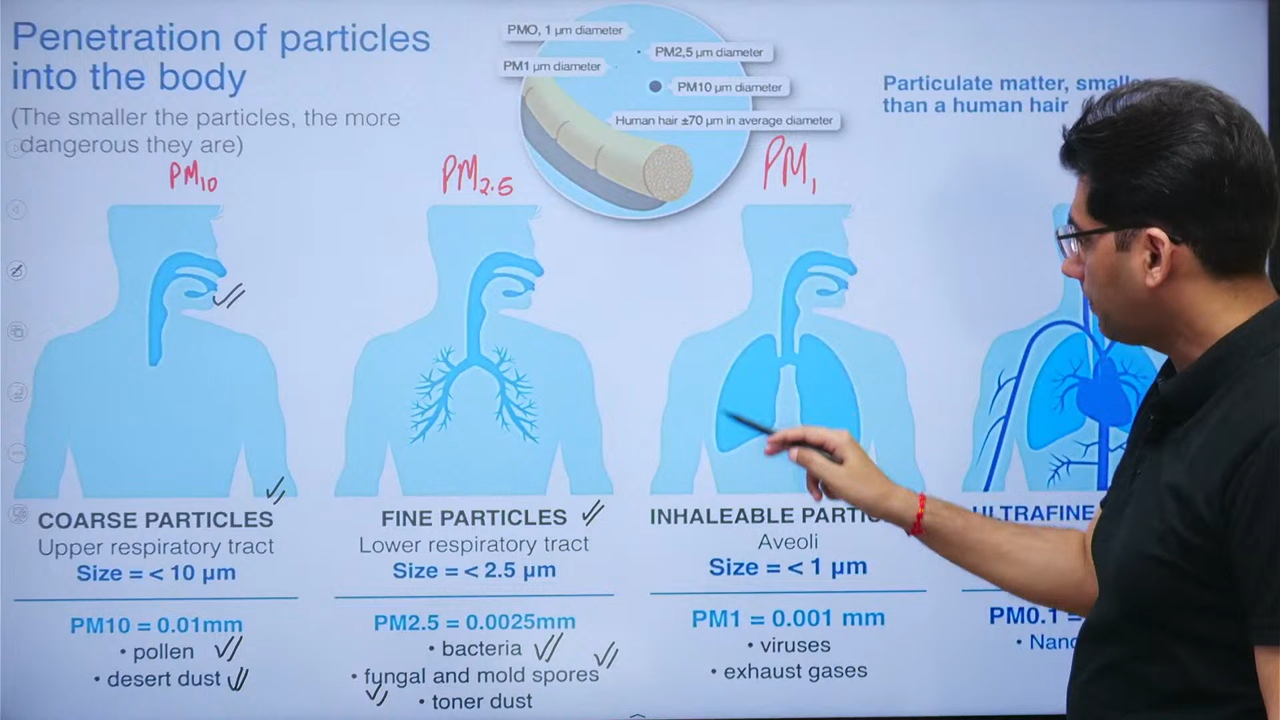 Penetration of particles
into the body
(The smaller the particles, the more
dangerous they are)
PMO, 1 µm diameter
PM2,5 µm diameter
PM1 µm diameter
PM10 µm diameter
Human hair ±70 µm in average diameter
Particulate matter, smalle
than a human hair
PM10
PM2.5
PM1
COARSE PARTICLES
Upper respiratory tract
Size = < 10 µm
PM10 = 0.01mm
• pollen
• desert dust
FINE PARTICLES
Lower respiratory tract
Size = < 2.5 µm
PM2.5 = 0.0025mm
• bacteria
• fungal and mold spores
• toner dust
INHALEABLE PARTIC
Aveoli
Size = < 1 µm
PM1 = 0.001 mm
• viruses
• exhaust gases
ULTRAFINE
PM0.1 =
• Nano